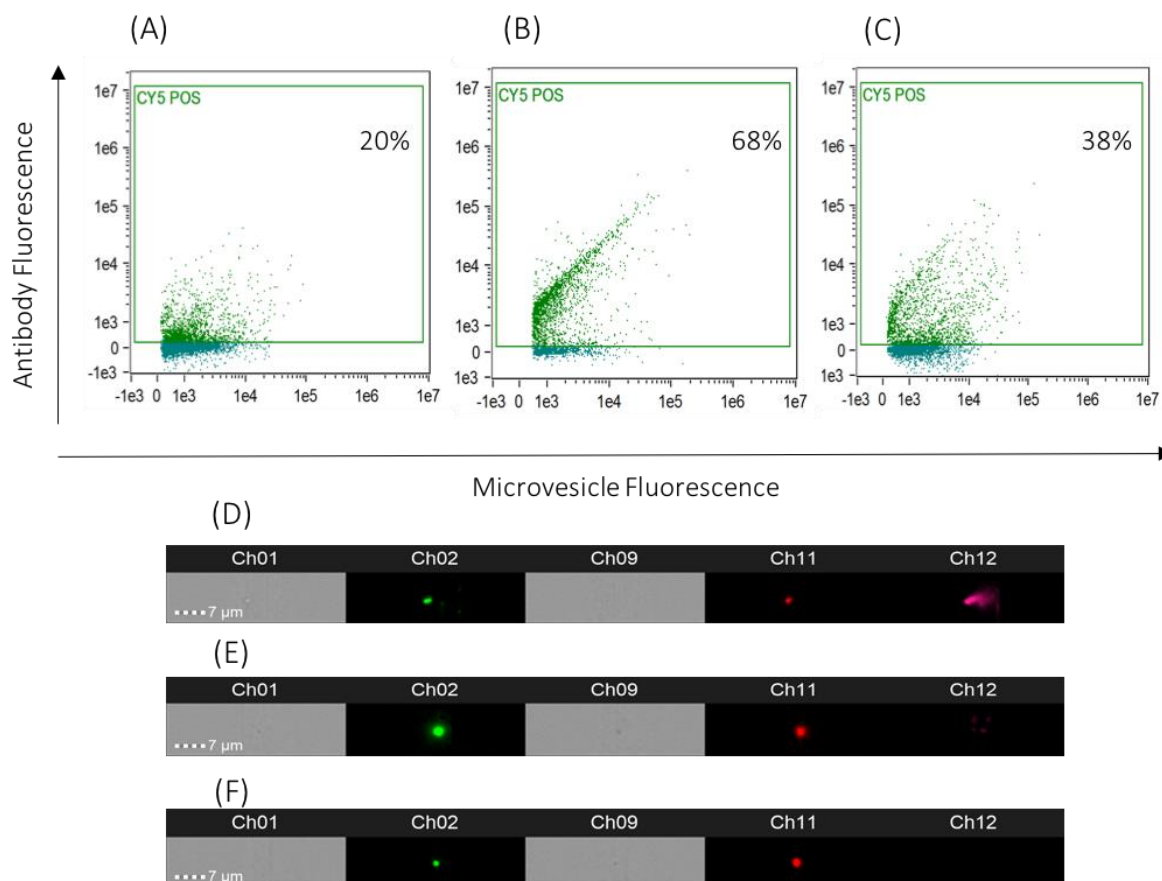 (A) (B) (C)
Antibody Fluorescence
1e7
1e6
1e5
1e4
1e3
0
-1e3
CY5 POS
20%
-1e3 0 1e3 1e4 1e5 1e6 1e7
1e7
1e6
1e5
1e4
1e3
0
1e3
CY5 POS
68%
-1e3 0 1e3 1e4 1e5 1e6 1e7
1e7
1e6
1e5
1e4
1e3
0
1e3
CY5 POS
38%
-1e3 0 1e3 1e4 1e5 1e6 1e7
Microvesicle Fluorescence
(D)
Ch01 Ch02 Ch09 Ch11 Ch12
7 μm
(E)
Ch01 Ch02 Ch09 Ch11 Ch12
7 μm
(F)
Ch01 Ch02 Ch09 Ch11 Ch12
7 μm